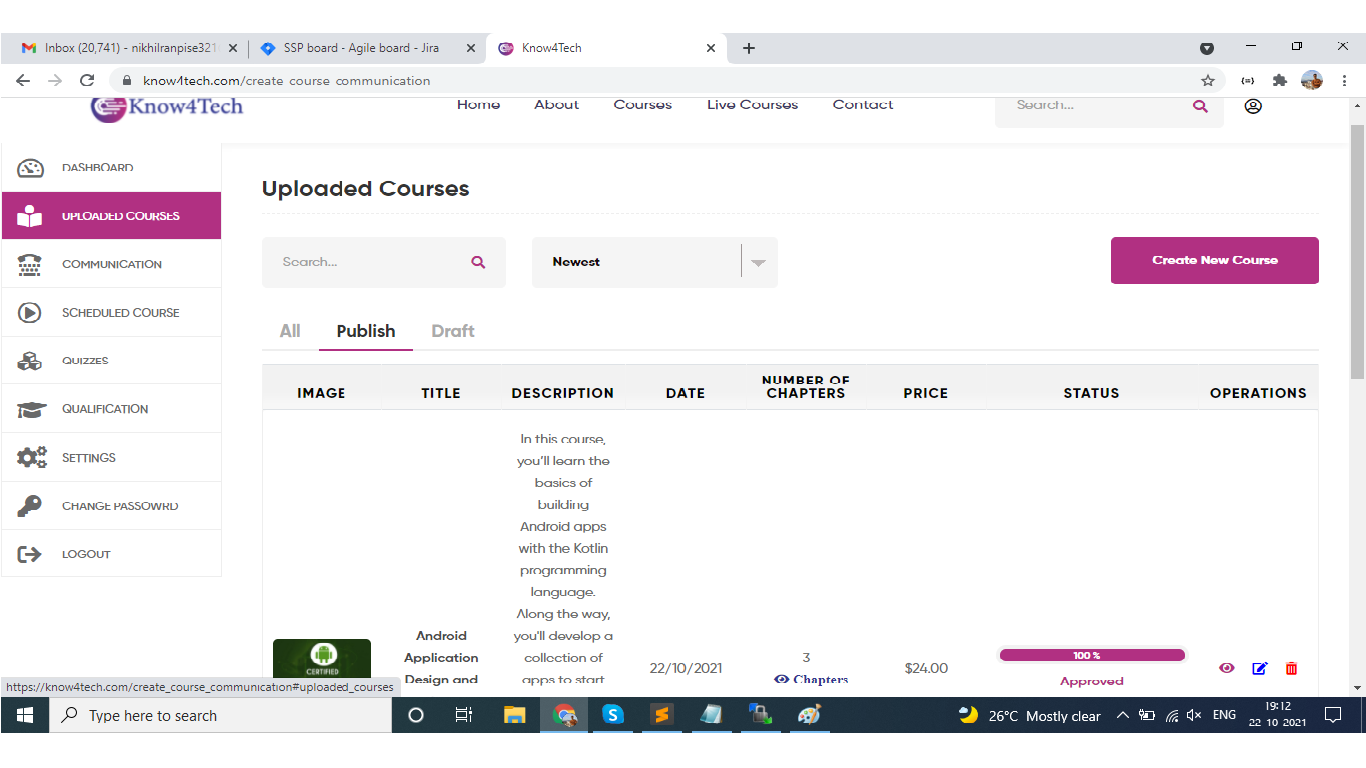 Inbox (20,741) - nikhilranpise321
SSP board - Agile board - Jira
Know4Tech
know4tech.com/create_course_communication
Know4Tech
Home
About
Courses
Live Courses
Contact
Search...
DASHBOARD
UPLOADED COURSES
COMMUNICATION
SCHEDULED COURSE
QUIZZES
QUALIFICATION
SETTINGS
CHANGE PASSOWRD
LOGOUT
Uploaded Courses
Search...
Newest
Create New Course
All
Publish
Draft
IMAGE
TITLE
DESCRIPTION
DATE
NUMBER OF
CHAPTERS
PRICE
STATUS
OPERATIONS
CERTIFIED
Android
Application
Design and
In this course,
you'll learn the
basics of
building
Android apps
with the Kotlin
programming
language.
Along the way,
you'll develop a
collection of
apps to start
22/10/2021
3
Chapters
$24.00
100 %
Approved
https://know4tech.com/create_course_communication#uploaded_courses
Type here to search
26°C Mostly clear
ENG
19:12
22-10-2021